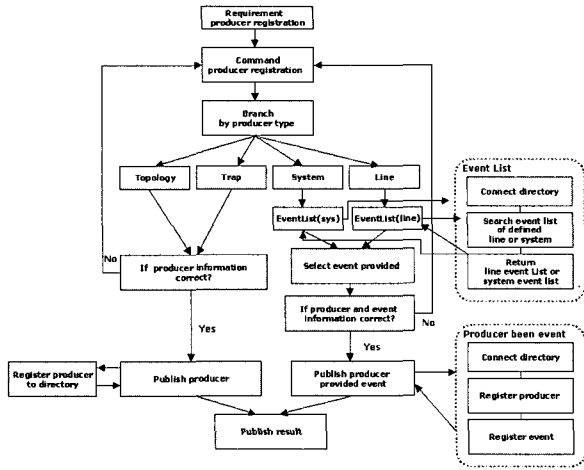 Requirement
producer registration
Command
producer registration
Branch
by producer type
Topology
Trap
System
Line
EventList(sys)
EventList(line)
Event List
Connect directory
Search event list
of defined
line or system
Return
line event List or
system event list
No
If producer information
correct?
Select event provided
If producer and event
information correct?
No
Yes
Yes
Register producer
to directory
Publish producer
Publish producer
provided event
Publish result
Producer been event
Connect directory
Register producer
Register event